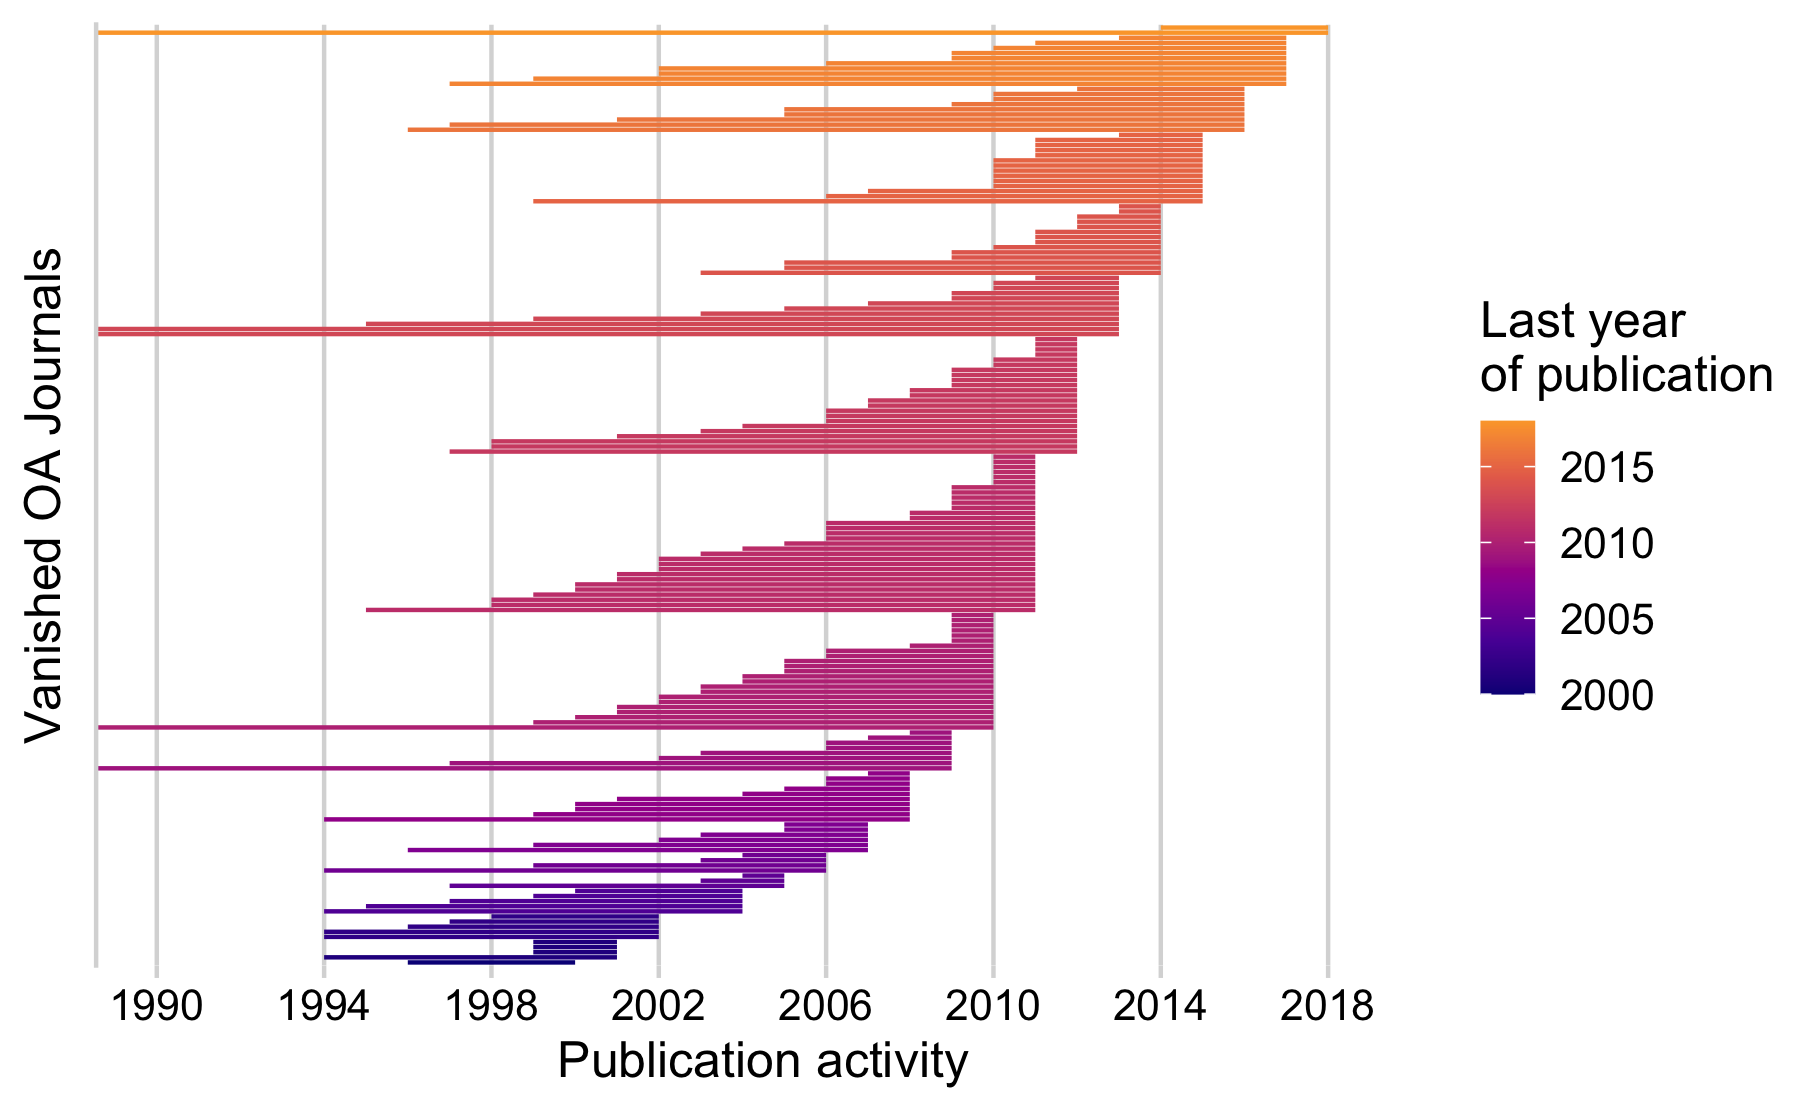 Vanished OA Journals
1990 1994 1998 2002 2006 2010 2014 2018
Publication activity
Last year
of publication
2015
2010
2005
2000